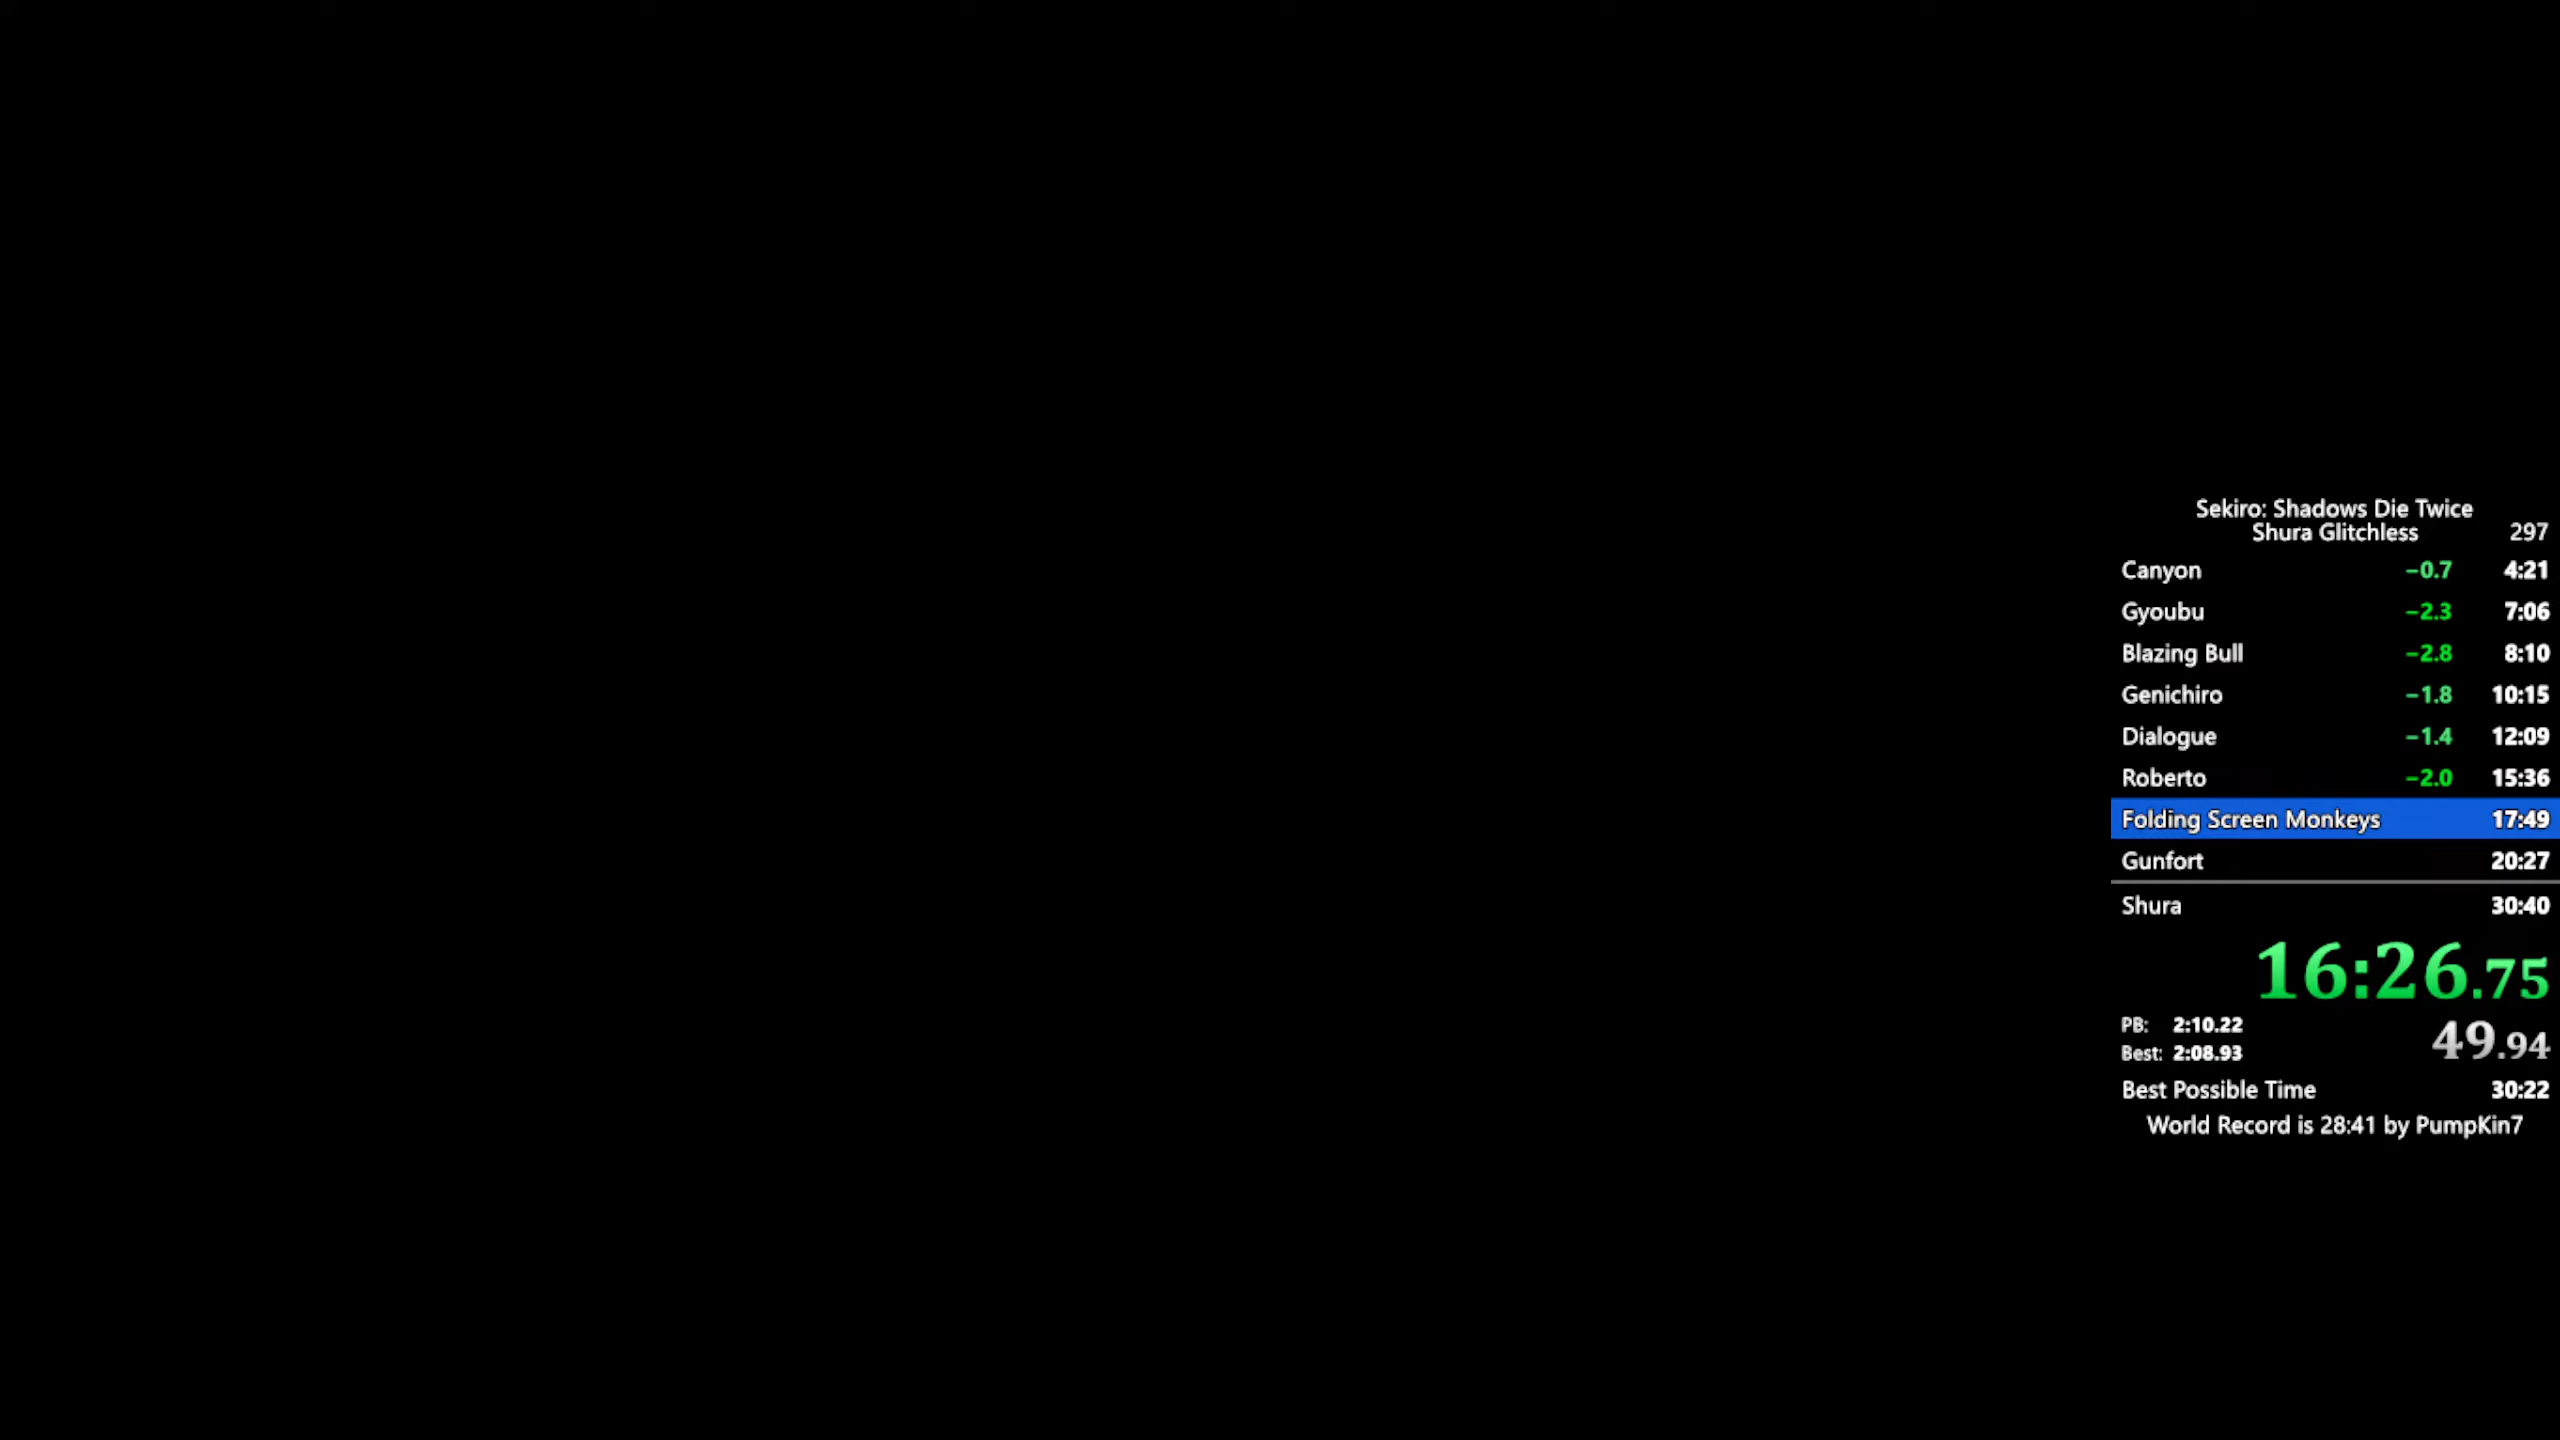 Sekiro: Shadows Die Twice
Shura Glitchless 297
Canyon −0.7 4:21
Gyoubu −2.3 7:06
Blazing Bull −2.8 8:10
Genichiro −1.8 10:15
Dialogue −1.4 12:09
Roberto −2.0 15:36
Folding Screen Monkeys 17:49
Gunfort 20:27
Shura 30:40
16:26.75
PB: 2:10.22
Best: 2:08.93
49.94
Best Possible Time 30:22
World Record is 28:41 by PumpKin7